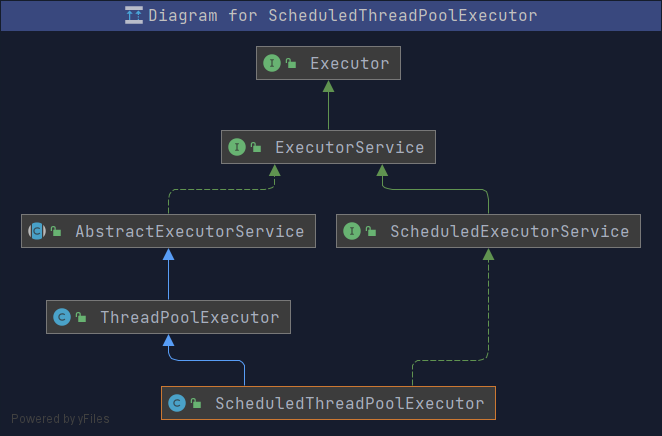 Diagram for ScheduledThreadPoolExecutor
I Executor
I ExecutorService
C AbstractExecutorService
I ScheduledExecutorService
C ThreadPoolExecutor
C ScheduledThreadPoolExecutor
Powered by yFiles